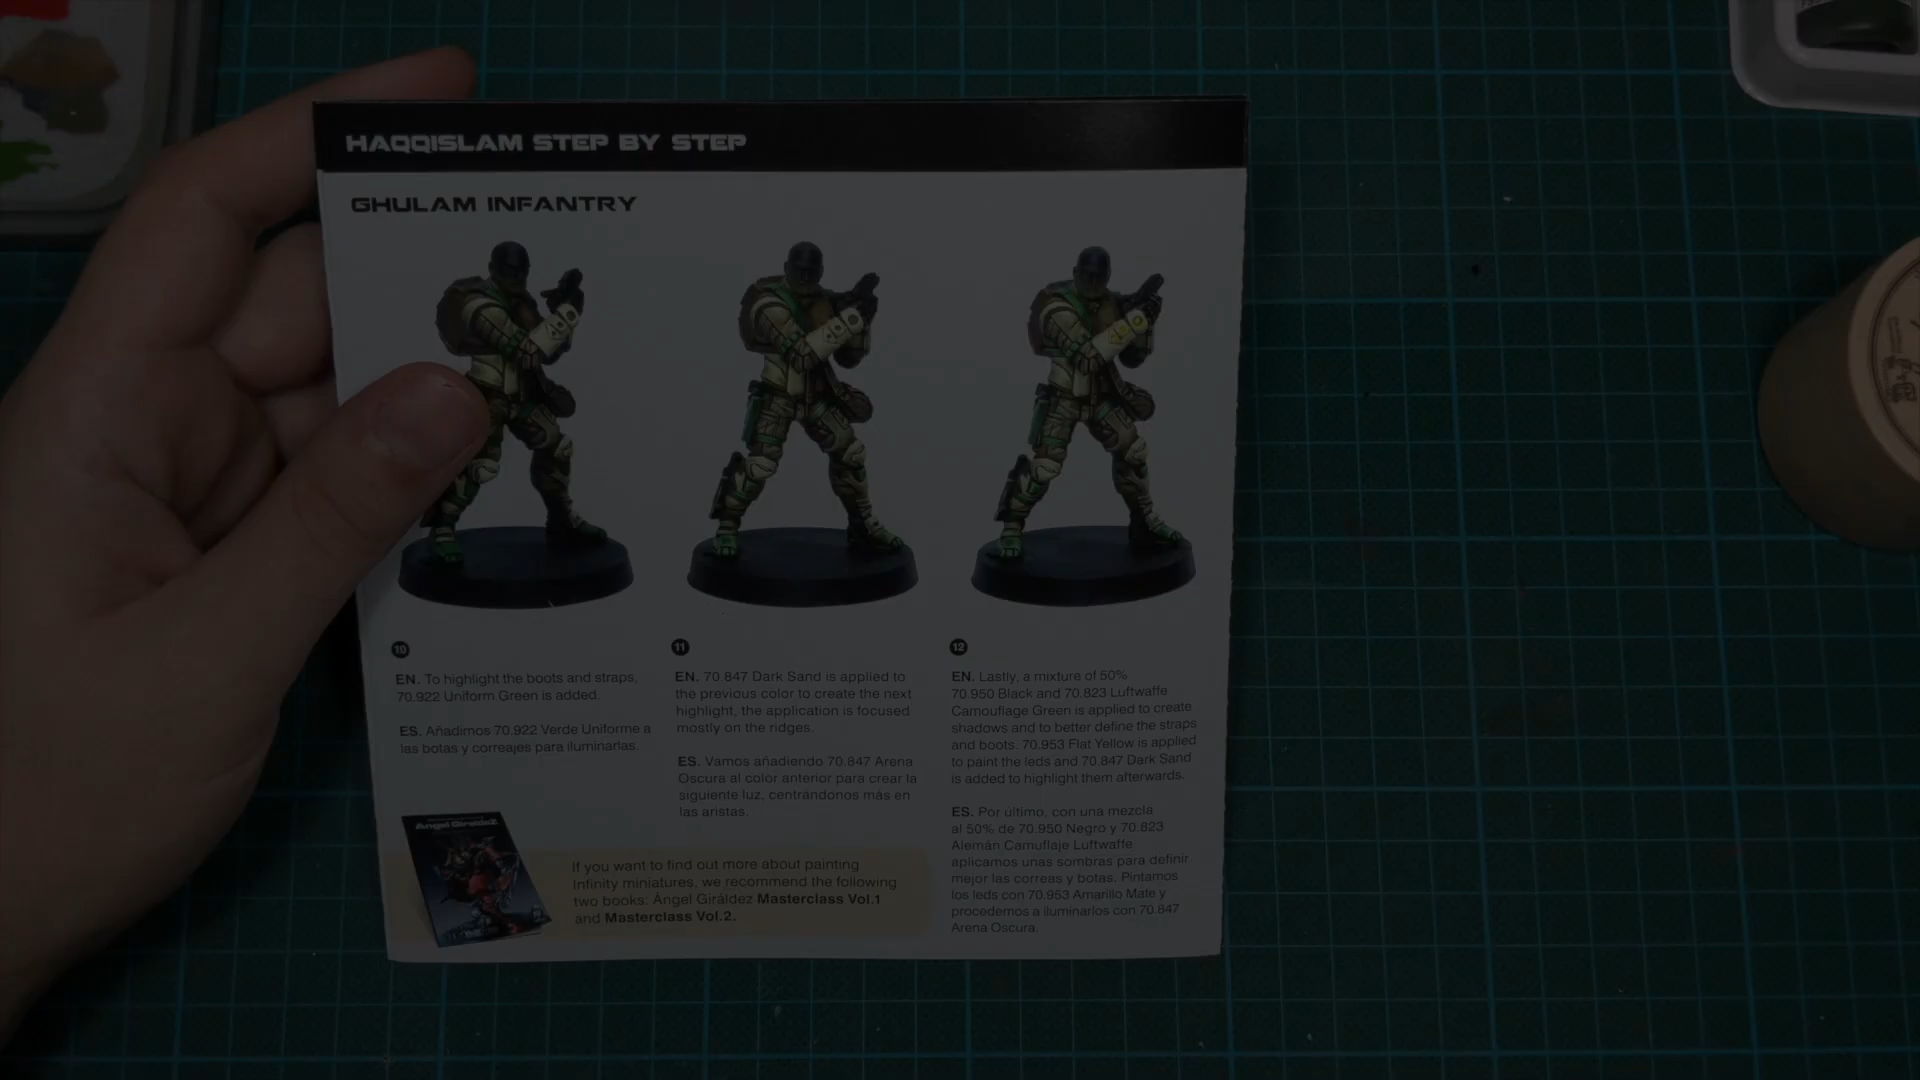 HAQQISLAM STEP BY STEP
GHULAM INFANTRY
10
EN. To highlight the boots and straps,
70.922 Uniform Green is added.
ES. Añadimos 70.922 Verde Uniforme a
las botas y correajes para iluminarlas.
11
EN. 70.847 Dark Sand is applied to
the previous color to create the next
highlight, the application is focused
mostly on the ridges.
ES. Vamos añadiendo 70.847 Arena
Oscura al color anterior para crear la
siguiente luz, centrándonos más en
las aristas.
12
EN. Lastly, a mixture of 50%
70.950 Black and 70.823 Luftwaffe
Camouflage Green is applied to create
shadows and to better define the straps
and boots. 70.953 Flat Yellow is applied
to paint the leds and 70.847 Dark Sand
is added to highlight them afterwards.
ES. Por último, con una mezcla
al 50% de 70.950 Negro y 70.823
Alemán Camuflaje Luftwaffe
aplicamos unas sombras para definir
mejor las correas y botas. Pintamos
los leds con 70.953 Amarillo Mate y
procedemos a iluminarlos con 70.847
Arena Oscura.
Angel Giraldez
If you want to find out more about painting
Infinity miniatures, we recommend the following
two books: Ángel Giráldez Masterclass Vol.1
and Masterclass Vol.2.